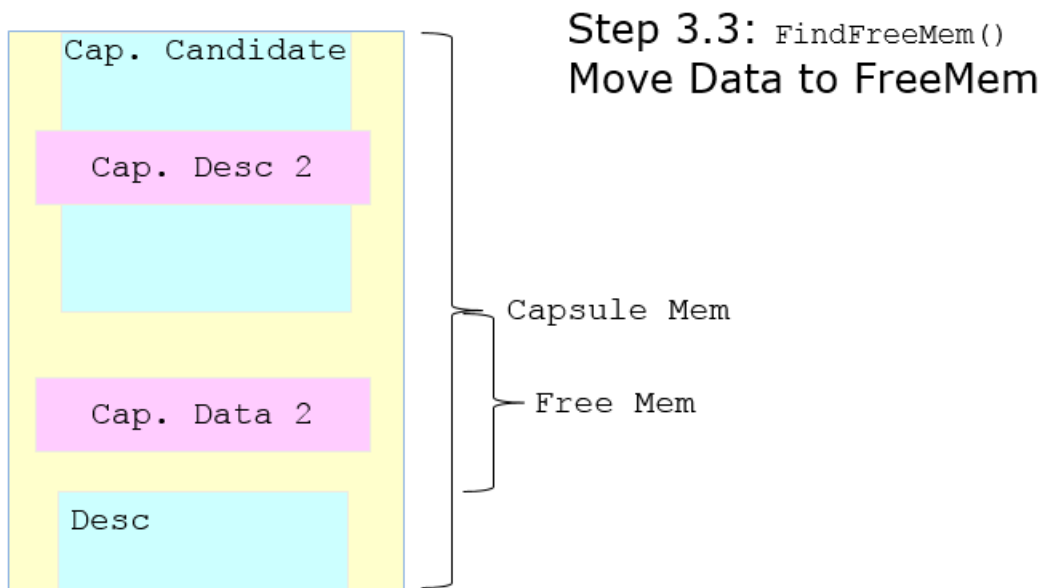 Step 3.3: FindFreeMem()
Move Data to FreeMem
Cap. Candidate
Cap. Desc 2
Capsule Mem
Free Mem
Cap. Data 2
Desc